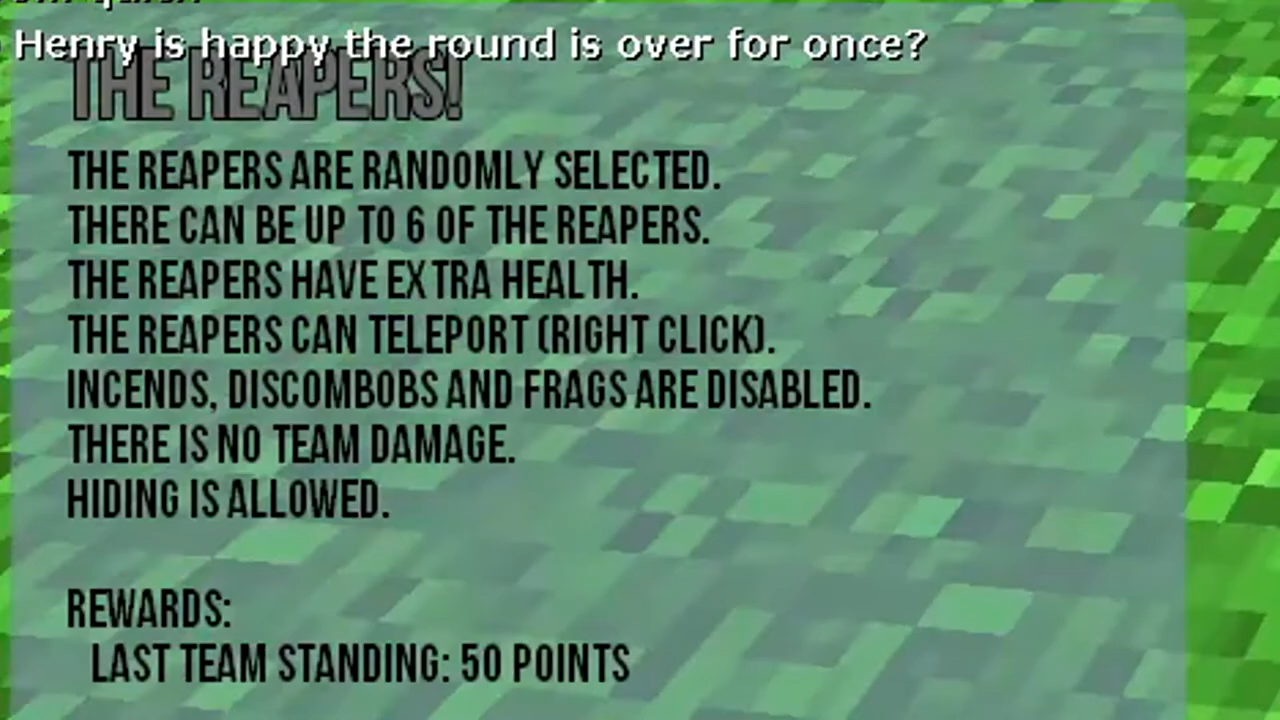 Henry is happy the round is over for once?
THE REAPERS!
THE REAPERS ARE RANDOMLY SELECTED.
THERE CAN BE UP TO 6 OF THE REAPERS.
THE REAPERS HAVE EXTRA HEALTH.
THE REAPERS CAN TELEPORT (RIGHT CLICK).
INCENDS, DISCOMBOBS AND FRAGS ARE DISABLED.
THERE IS NO TEAM DAMAGE.
HIDING IS ALLOWED.
REWARDS:
LAST TEAM STANDING: 50 POINTS